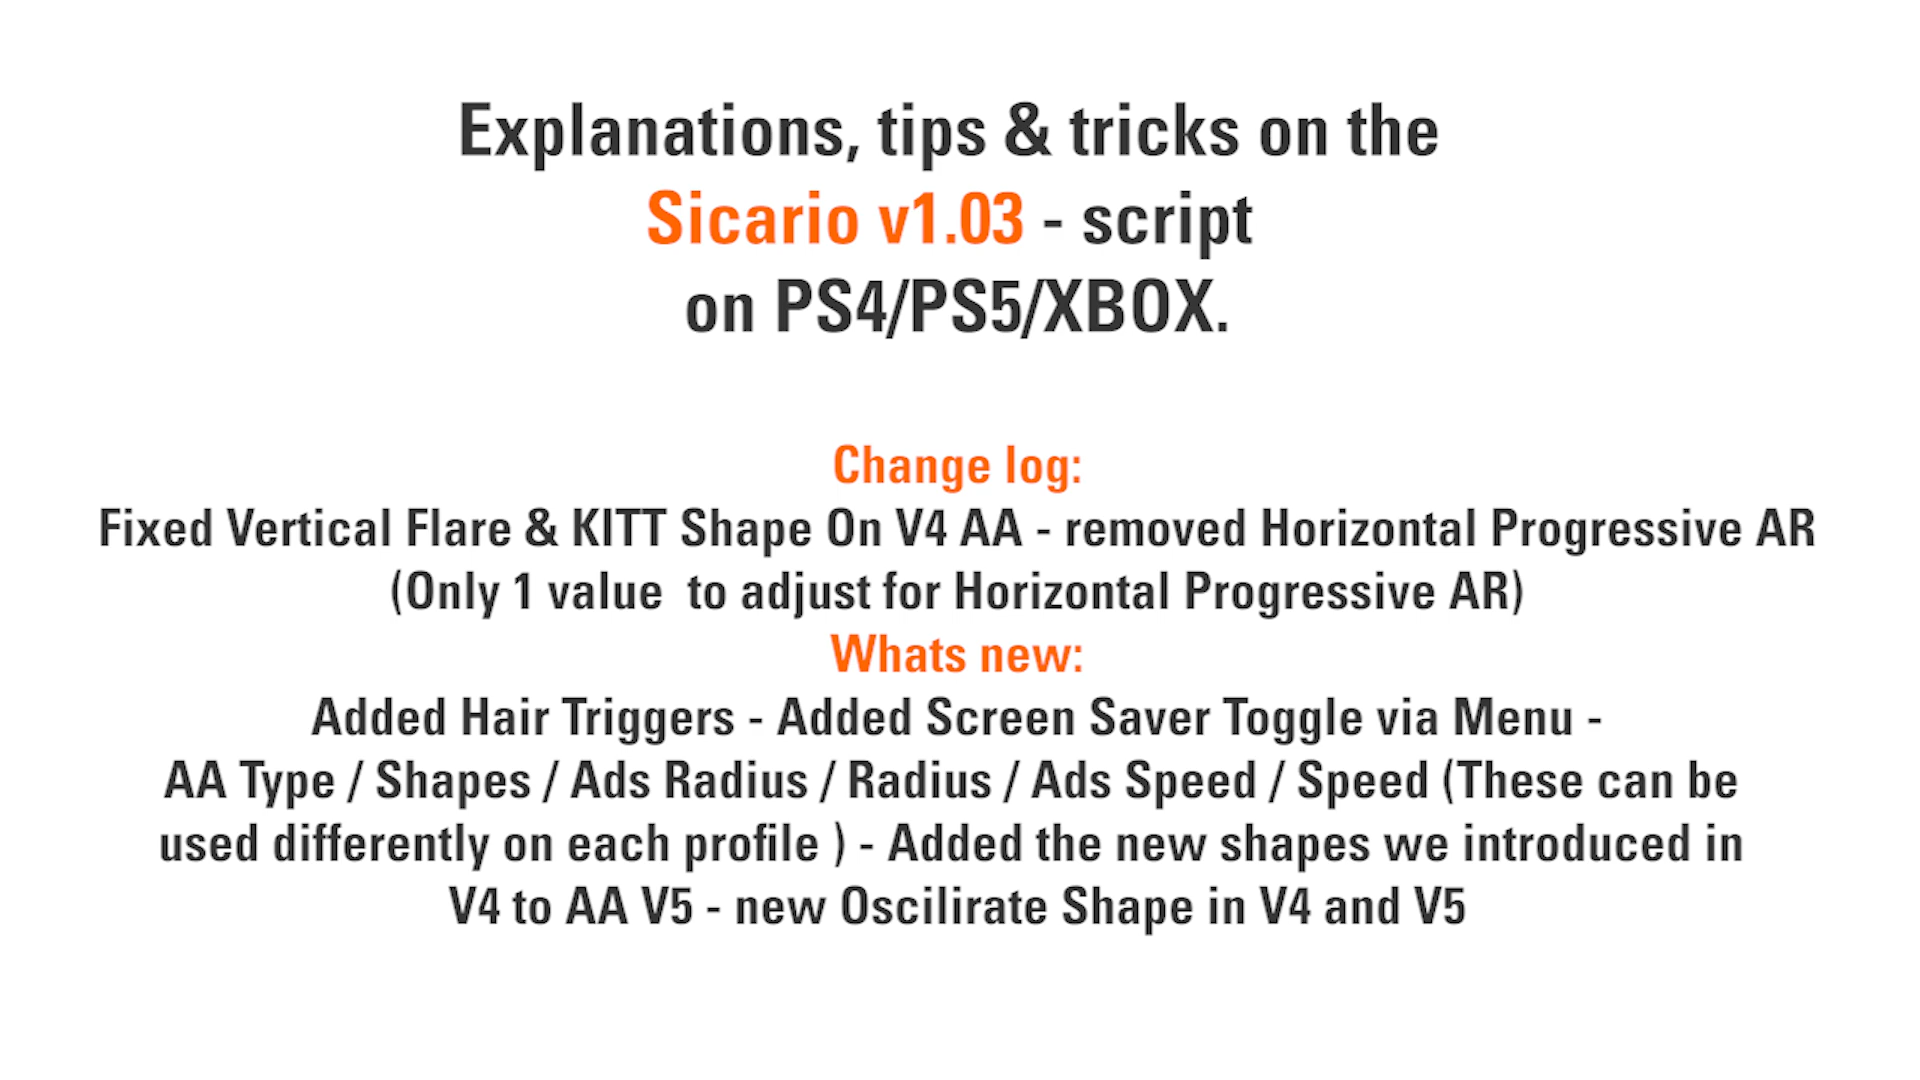 Explanations, tips & tricks on the
Sicario v1.03 - script
on PS4/PS5/XBOX.
Change log:
Fixed Vertical Flare & KITT Shape On V4 AA - removed Horizontal Progressive AR
(Only 1 value to adjust for Horizontal Progressive AR)
Whats new:
Added Hair Triggers - Added Screen Saver Toggle via Menu -
AA Type / Shapes / Ads Radius / Radius / Ads Speed / Speed (These can be
used differently on each profile ) - Added the new shapes we introduced in
V4 to AA V5 - new Oscilirate Shape in V4 and V5